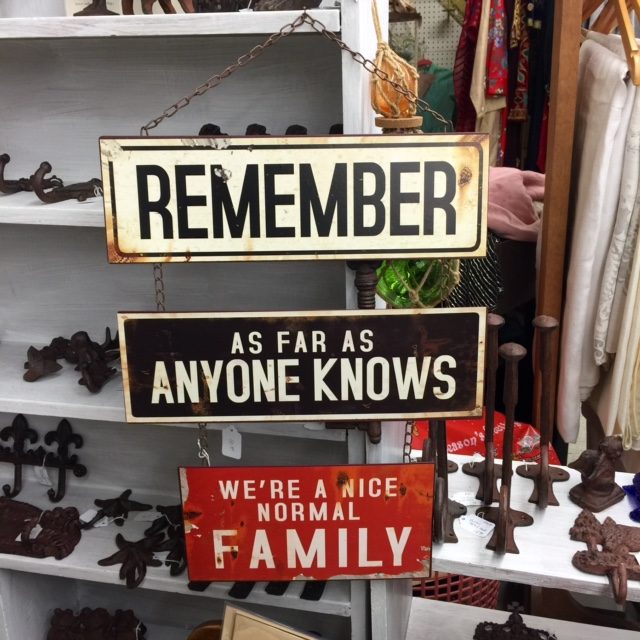 REMEMBER
AS FAR AS
ANYONE KNOWS
WE'RE A NICE
NORMAL
FAMILY